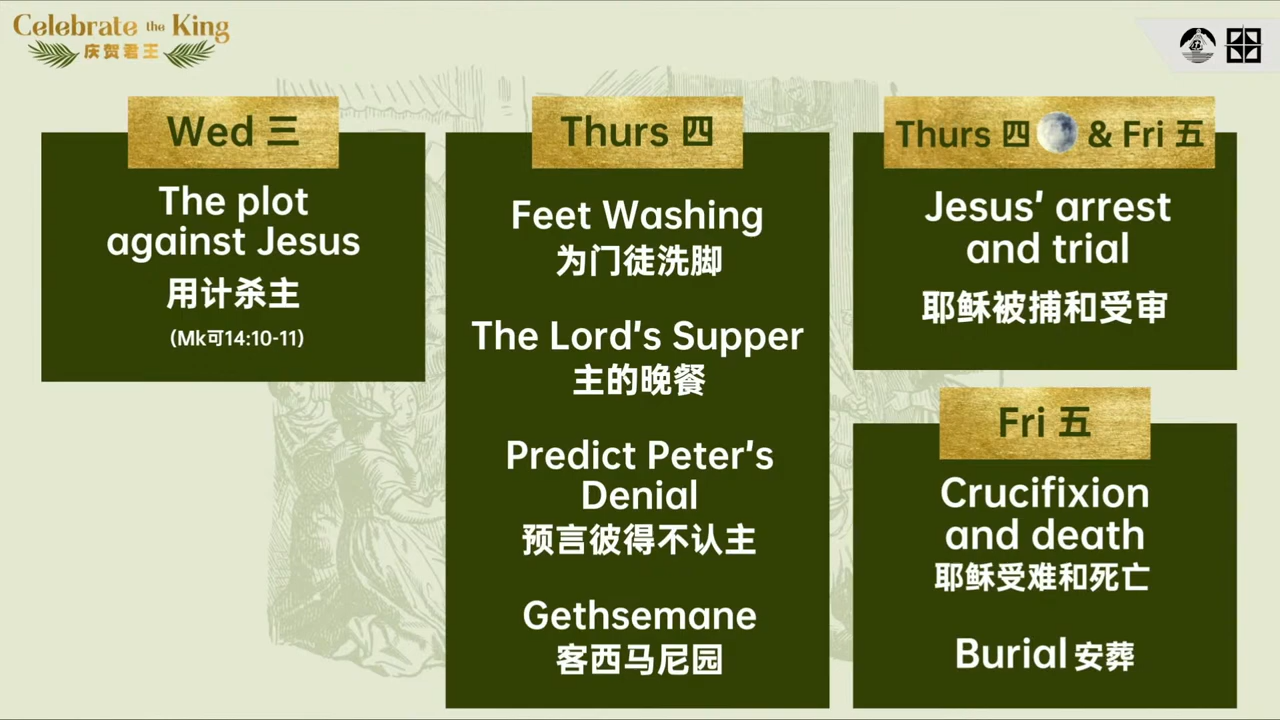 Celebrate the King
庆贺君王
Wed 三
The plot
against Jesus
用计杀主
(Mk可14:10-11)
Thurs 四
Feet Washing
为门徒洗脚
The Lord's Supper
主的晚餐
Predict Peter's
Denial
预言彼得不认主
Gethsemane
客西马尼园
Thurs 四 & Fri 五
Jesus' arrest
and trial
耶稣被捕和受审
Fri 五
Crucifixion
and death
耶稣受难和死亡
Burial 安葬